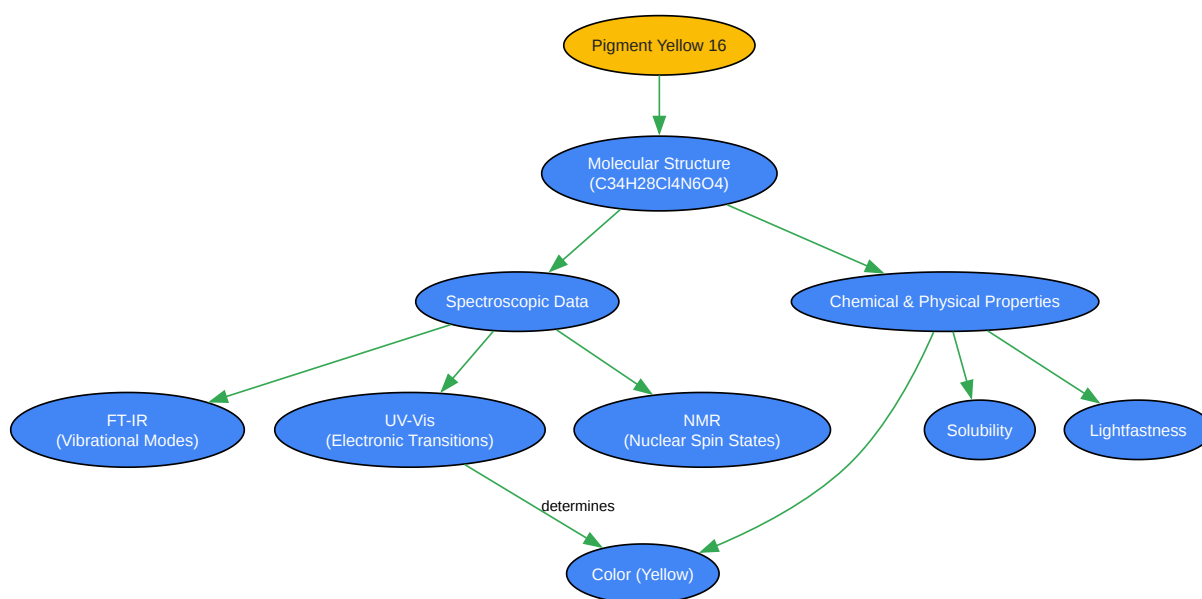 Pigment Yellow 16
Molecular Structure
(C34H28Cl4N6O4)
Spectroscopic Data
Chemical & Physical Properties
FT-IR
(Vibrational Modes)
UV-Vis
(Electronic Transitions)
NMR
(Nuclear Spin States)
Solubility
Lightfastness
determines
Color (Yellow)